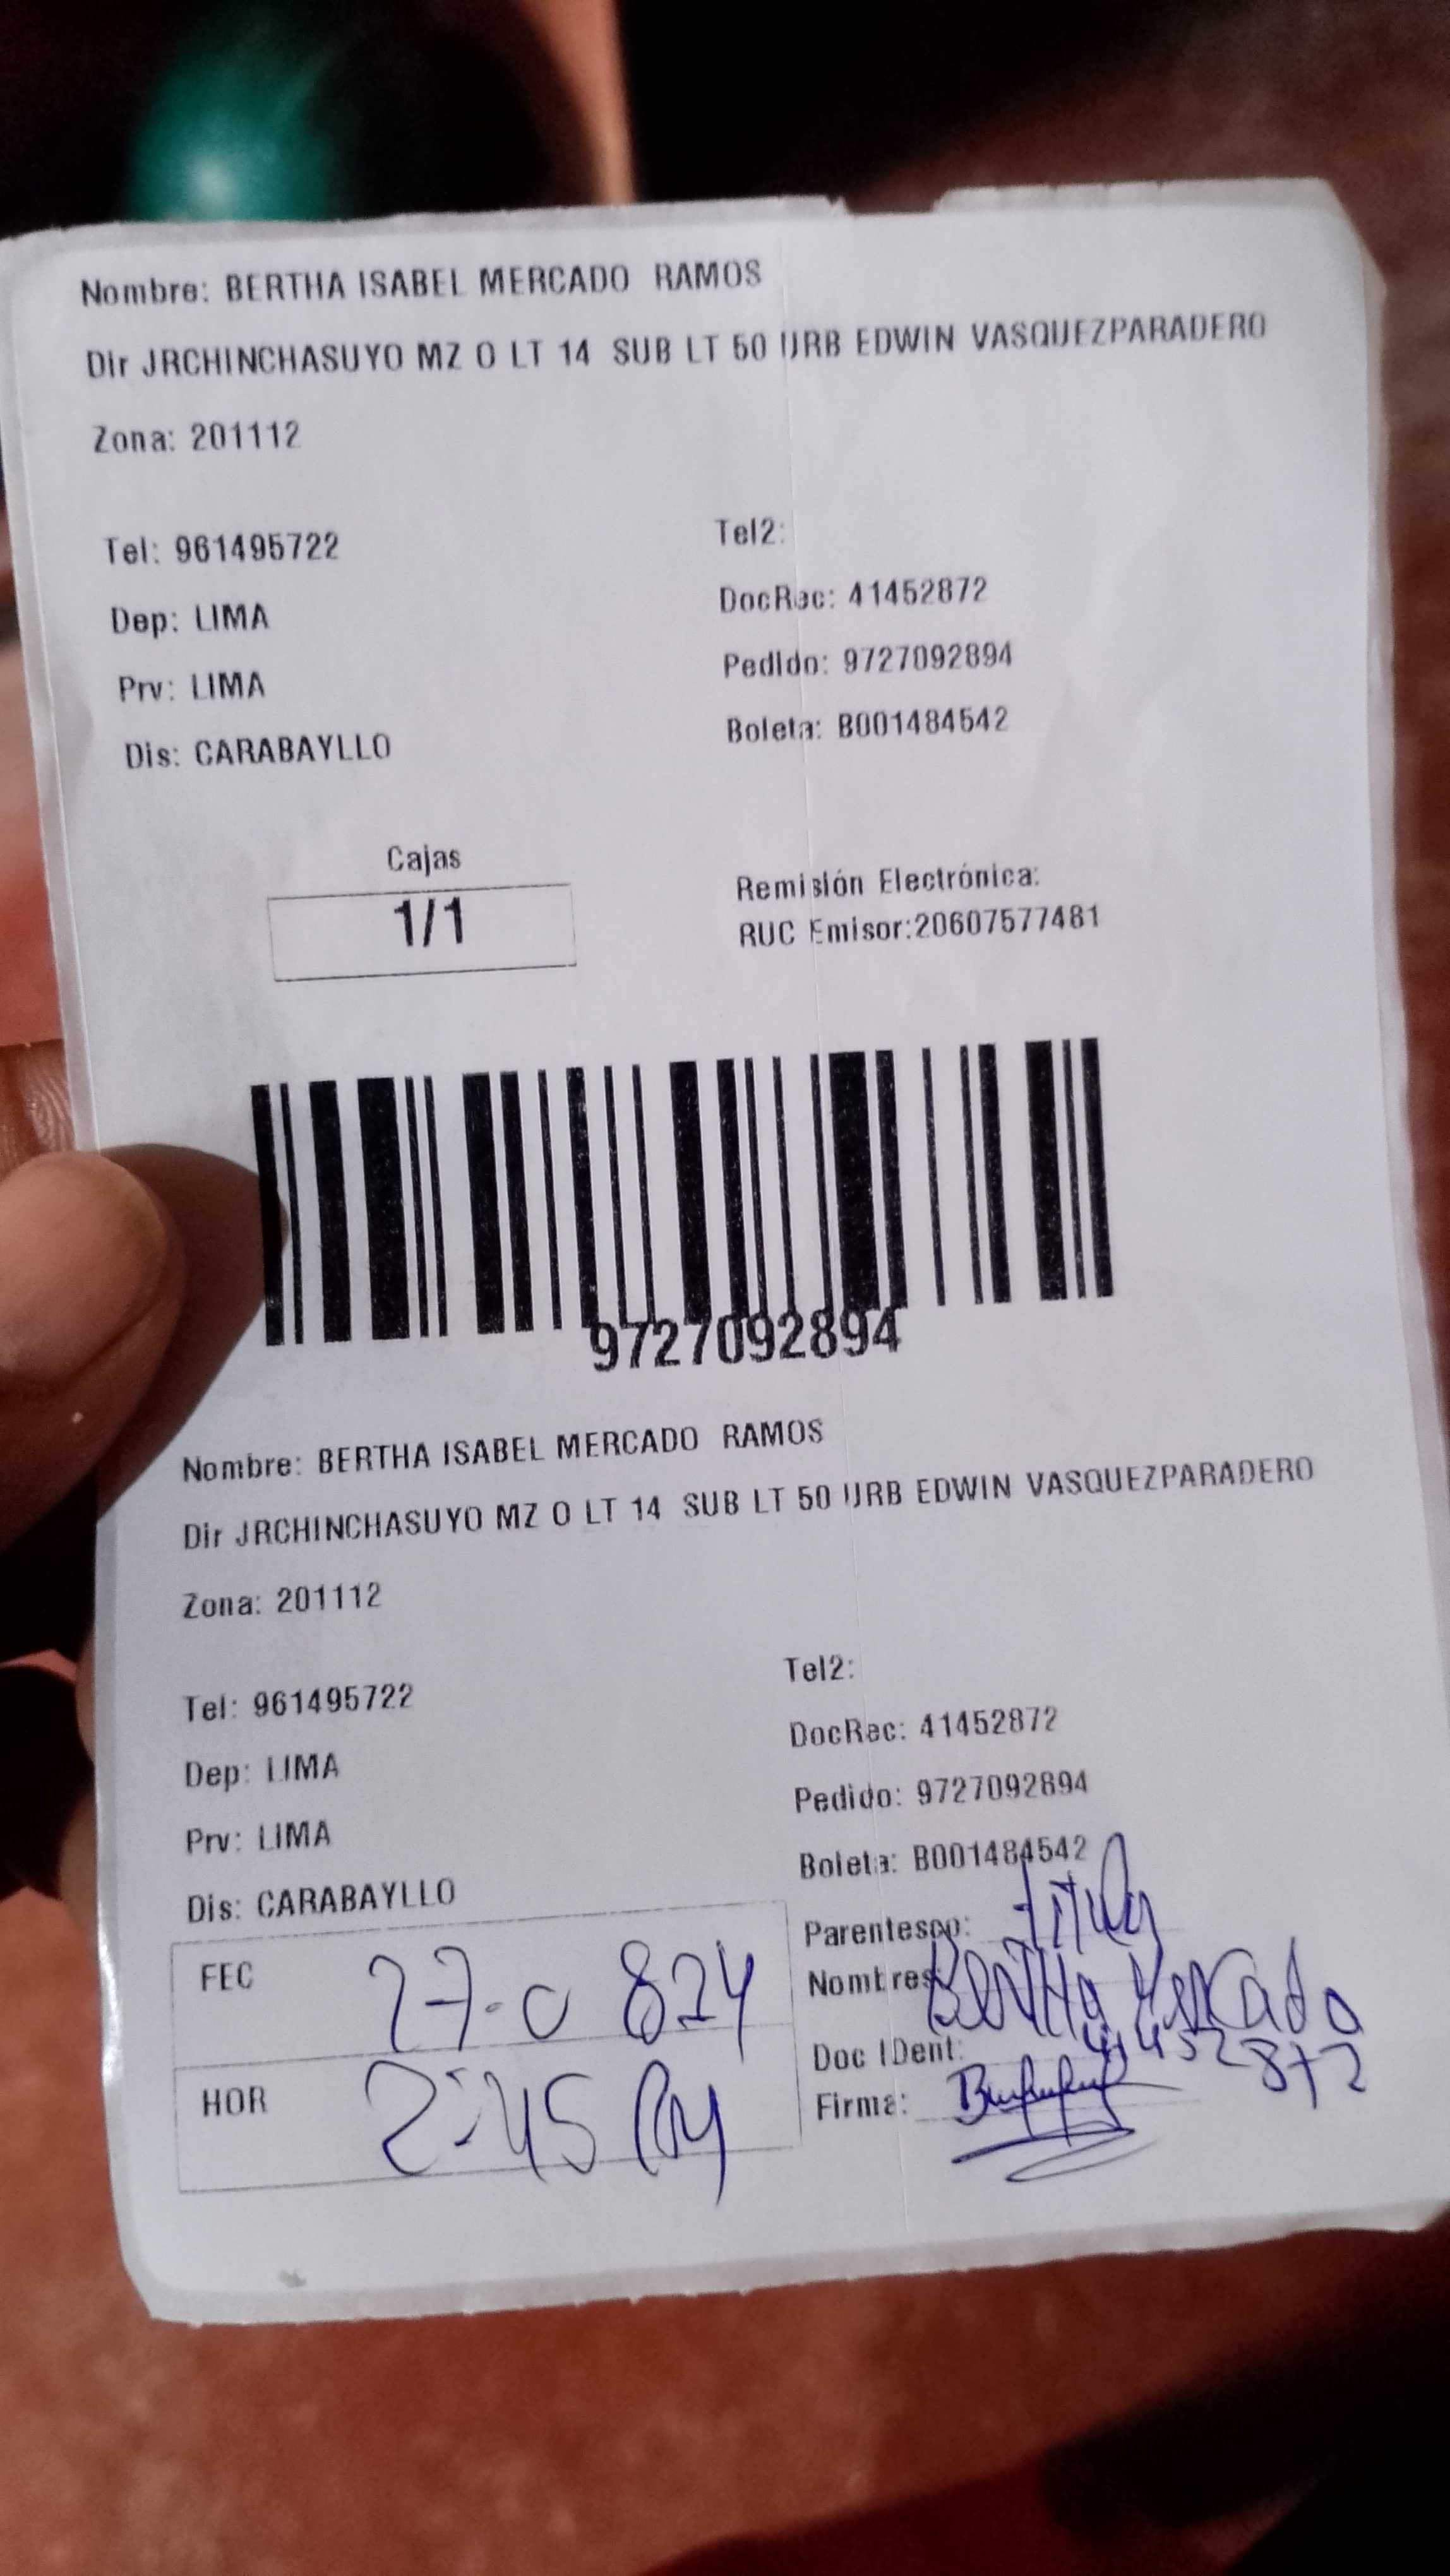 Nombre: BERTHA ISABEL MERCADO RAMOS
Dir JRCHINCHASUYO MZ O LT 14 SUB LT 50 URB EDWIN VASQUEZPARADERO
Zona: 201112
Tel: 961495722
Tel2:
Dep: LIMA
DocRec: 41452872
Prv: LIMA
Pedido: 9727092894
Dis: CARABAYLLO
Boleta: B001484542
Cajas
1/1
Remisión Electrónica:
RUC Emisor:20607577481
9727092894
Nombre: BERTHA ISABEL MERCADO RAMOS
Dir JRCHINCHASUYO MZ O LT 14 SUB LT 50 URB EDWIN VASQUEZPARADERO
Zona: 201112
Tel: 961495722
Tel2:
Dep: LIMA
DocRec: 41452872
Prv: LIMA
Pedido: 9727092894
Dis: CARABAYLLO
Boleta: B001484542
FEC 27-0824
HOR 2:45 PM
Parentesco: Titular
Nombres: Bertha Mercado
Doc IDent: 41452872
Firma: